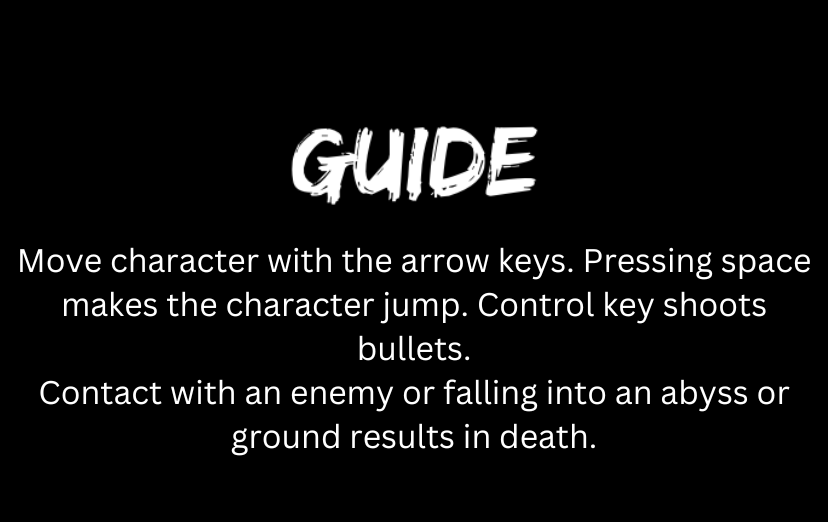 GUIDE
Move character with the arrow keys. Pressing space
makes the character jump. Control key shoots
bullets.
Contact with an enemy or falling into an abyss or
ground results in death.